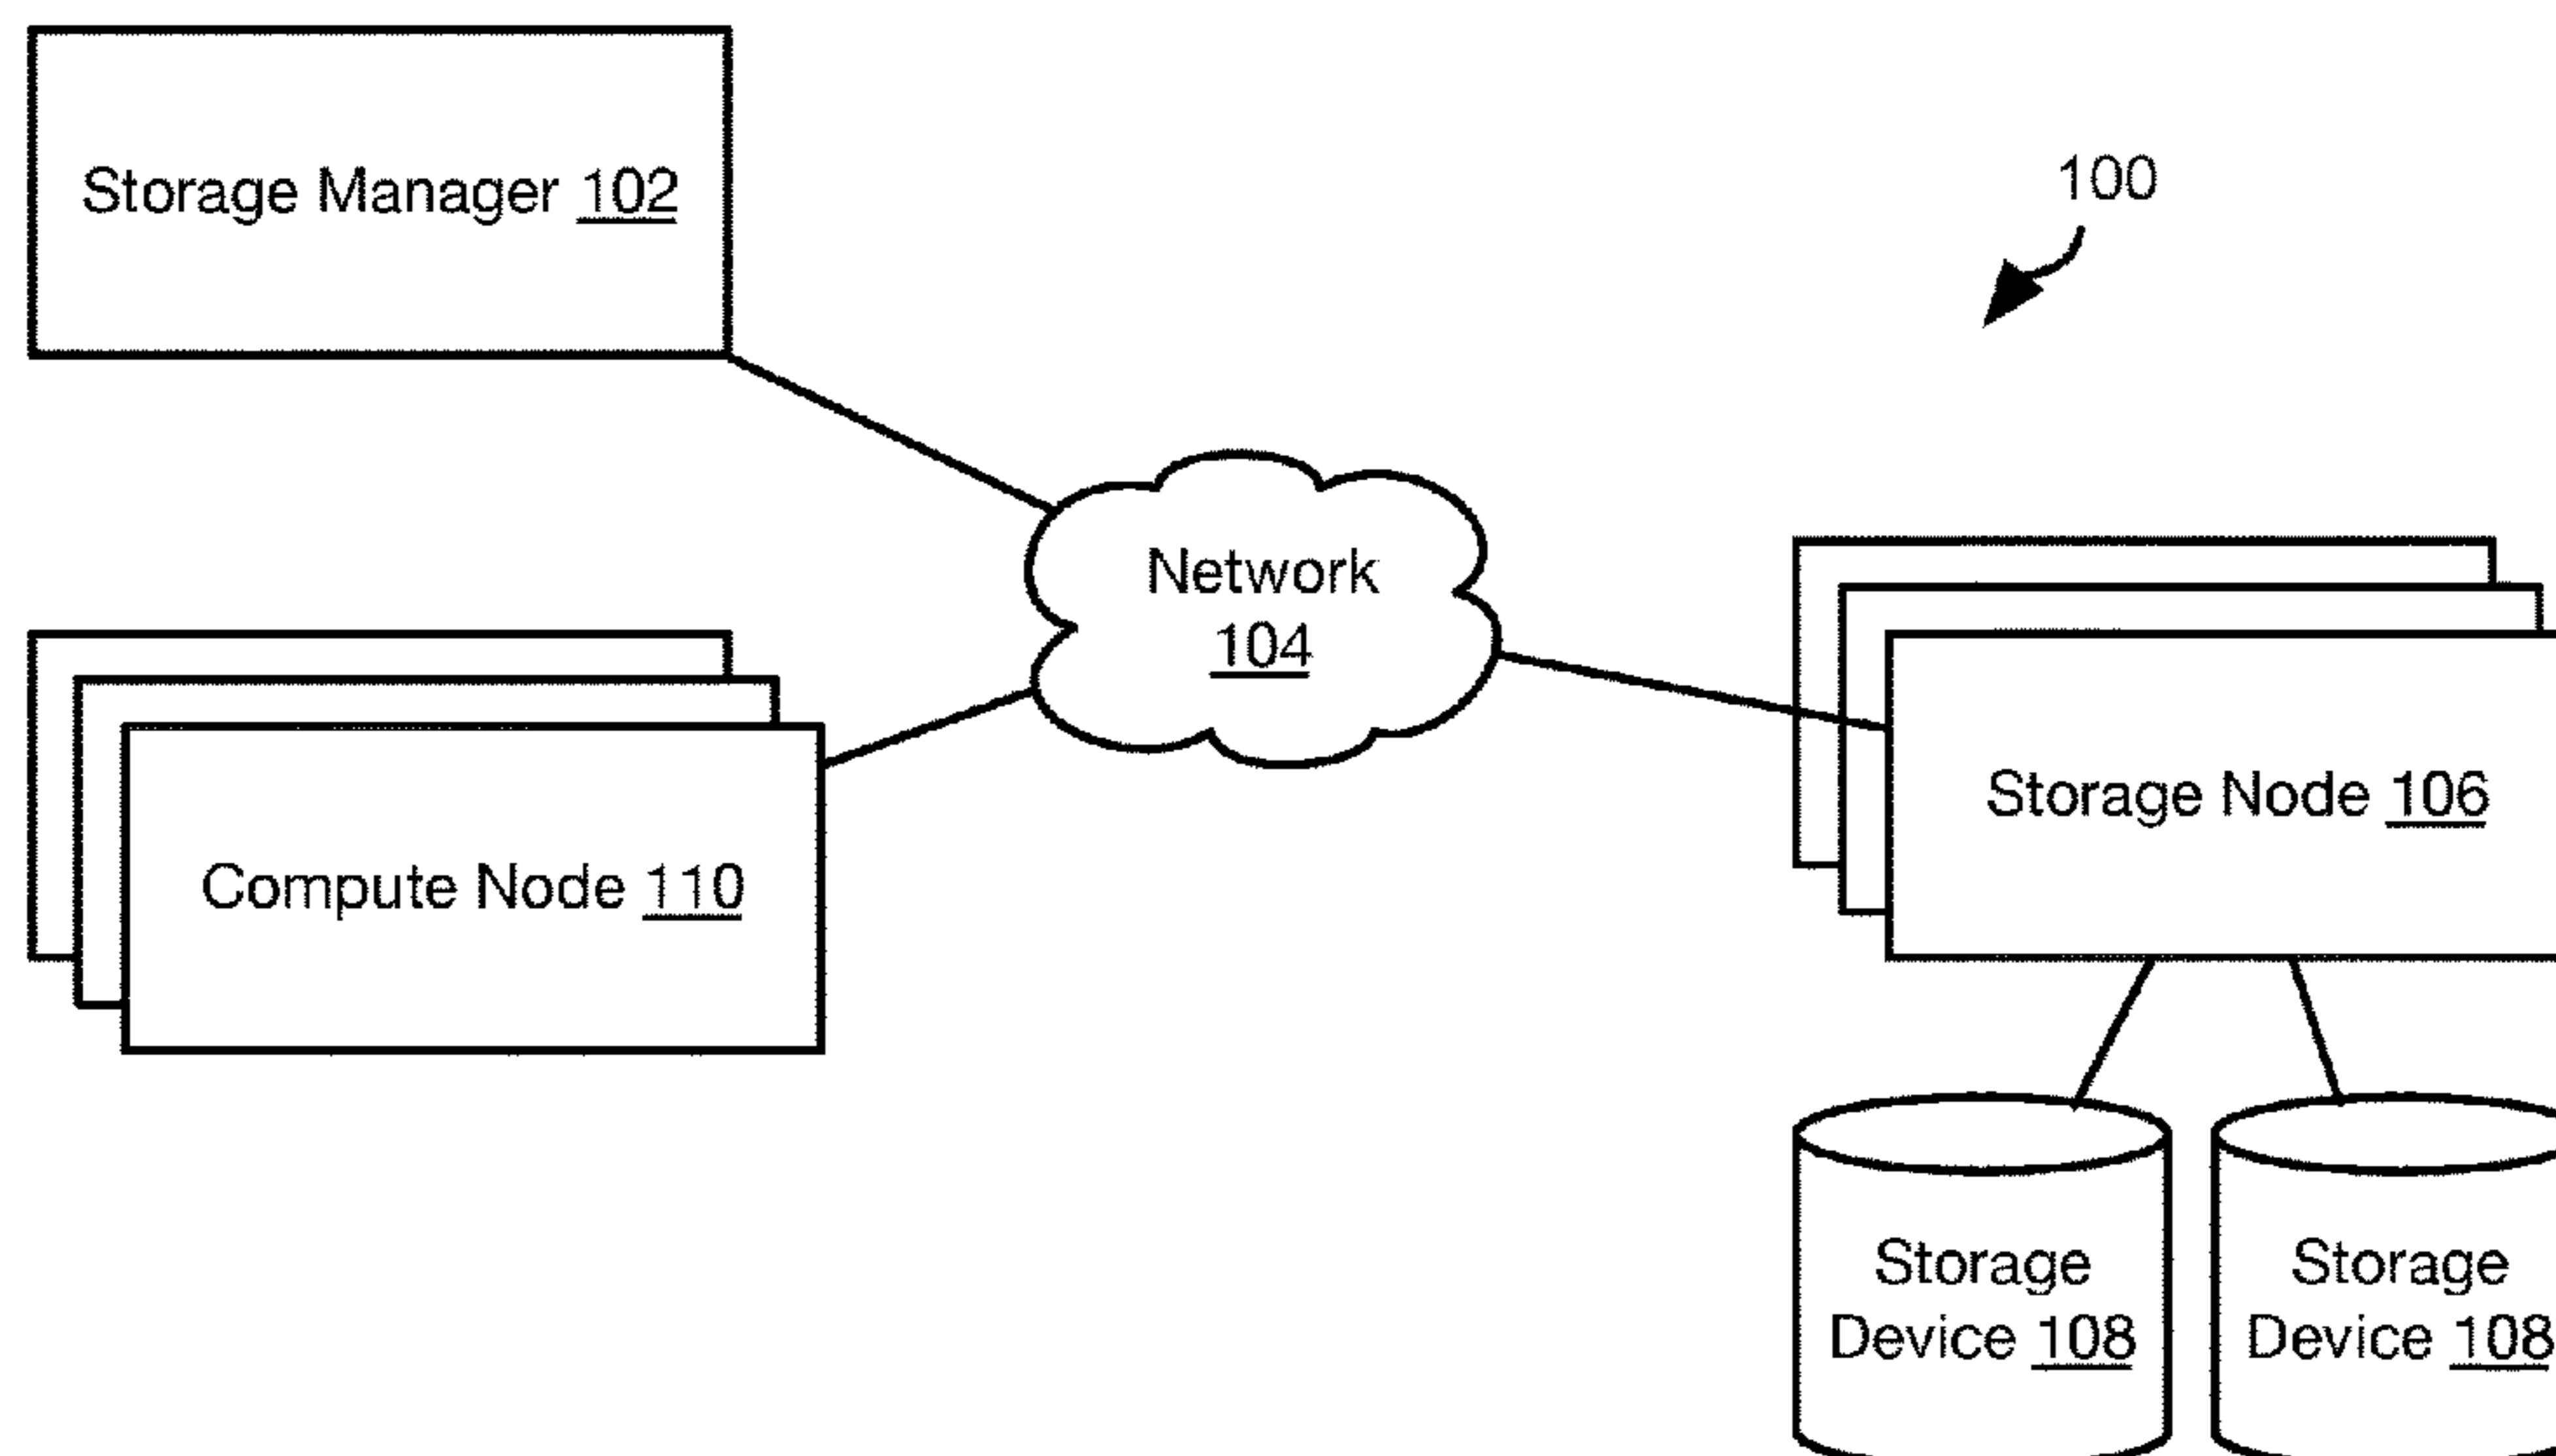 Storage Manager 102
100
Network
104
Storage Node 106
Compute Node 110
Storage
Device 108
Storage
Device 108